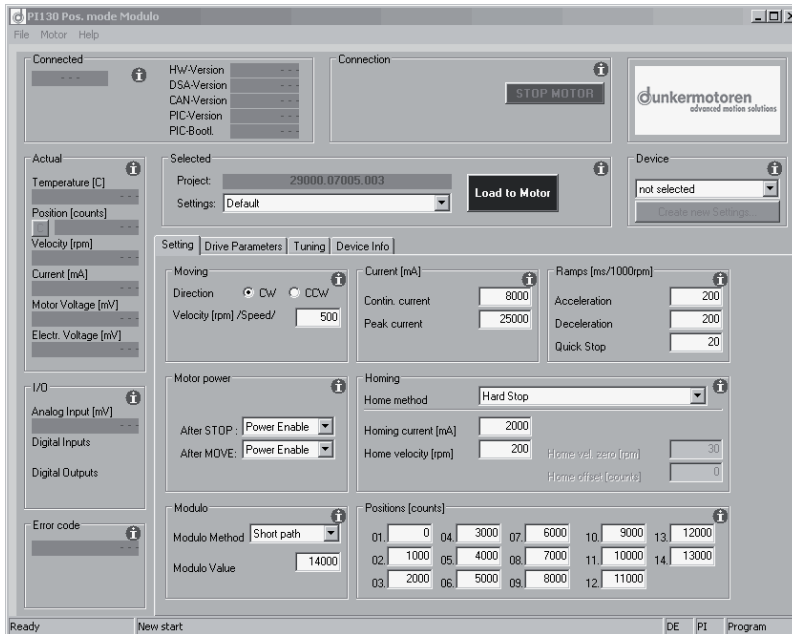 PI130 Pos. mode Modulo
File Motor Help
Connected
- - -
HW-Version - - -
DSA-Version - - -
CAN-Version - - -
PIC-Version - - -
PIC-Bootl. - - -
Connection
STOP MOTOR
dunkermotoren
advanced motion solutions
Actual
Temperature [C]
- - -
Position [counts]
C - - -
Velocity [rpm]
- - -
Current [mA]
- - -
Motor Voltage [mV]
- - -
Electr. Voltage [mV]
- - -
Selected
Project: 29000.07005.003
Settings: Default
Load to Motor
Device
not selected
Create new Settings...
Setting Drive Parameters Tuning Device Info
Moving
Direction CW CCW
Velocity [rpm] /Speed/ 500
Current [mA]
Contin. current 8000
Peak current 25000
Ramps [ms/1000rpm]
Acceleration 200
Deceleration 200
Quick Stop 20
I/O
Analog Input [mV]
- - -
Digital Inputs
Digital Outputs
Motor power
After STOP : Power Enable
After MOVE: Power Enable
Homing
Home method Hard Stop
Homing current [mA] 2000
Home velocity [rpm] 200
Home vel. zero [rpm] 30
Home offset [counts] 0
Error code
- - -
Modulo
Modulo Method Short path
Modulo Value 14000
Positions [counts]
01. 0 04. 3000 07. 6000 10. 9000 13. 12000
02. 1000 05. 4000 08. 7000 11. 10000 14. 13000
03. 2000 06. 5000 09. 8000 12. 11000
Ready New start DE PI Program